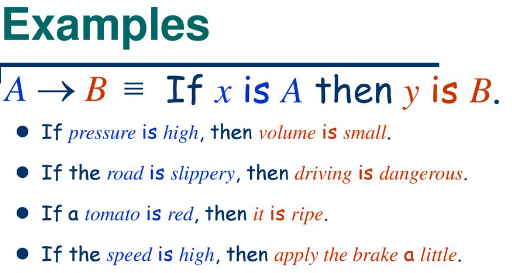 Examples
A → B ≡ If x is A then y is B.
● If pressure is high, then volume is small.
● If the road is slippery, then driving is dangerous.
● If a tomato is red, then it is ripe.
● If the speed is high, then apply the brake a little.